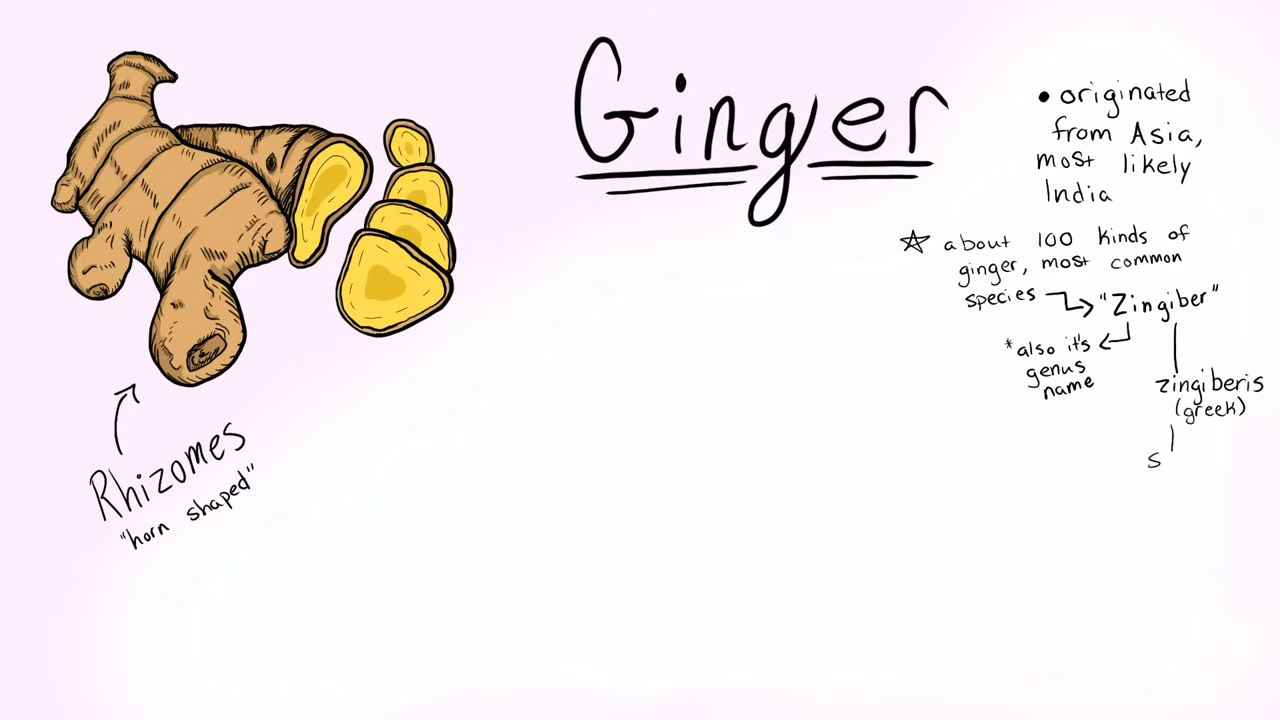 Ginger
• originated
from Asia,
most likely
India
☆ about 100 kinds of
ginger, most common
species → "Zingiber"
*also it's
genus
name
zingiberis
(greek)
s
Rhizomes
"horn shaped"